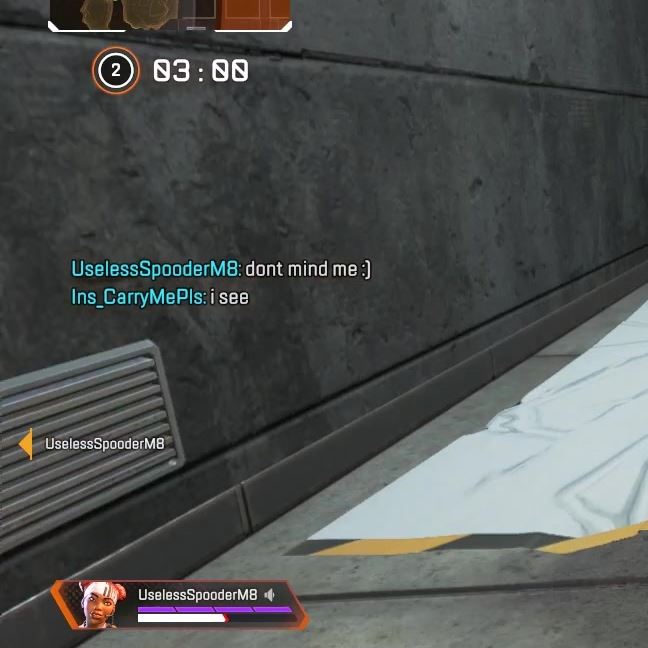 2 03:00
UselessSpooderM8: dont mind me :)
Ins_CarryMePls: i see
UselessSpooderM8
UselessSpooderM8